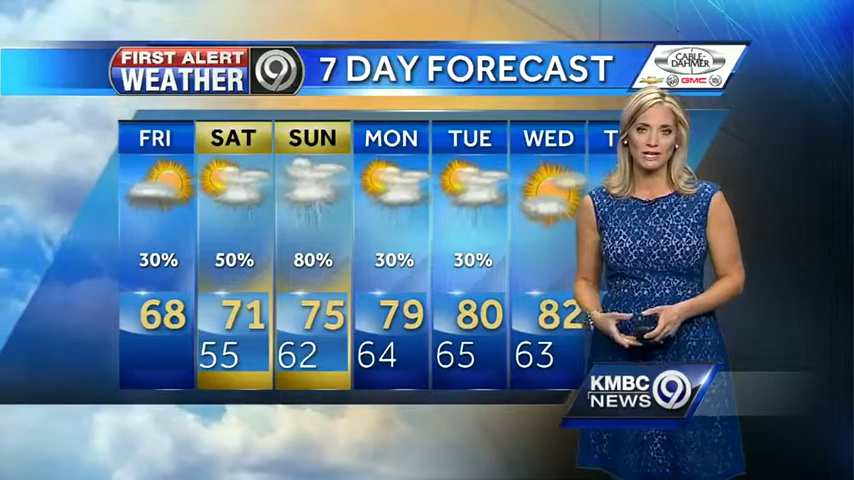 FIRST ALERT
WEATHER 9
7 DAY FORECAST
CABLE
DAHMER
GMC
FRI SAT SUN MON TUE WED T
30% 50% 80% 30% 30%
68 71 75 79 80 82
55 62 64 65 63
KMBC
NEWS 9